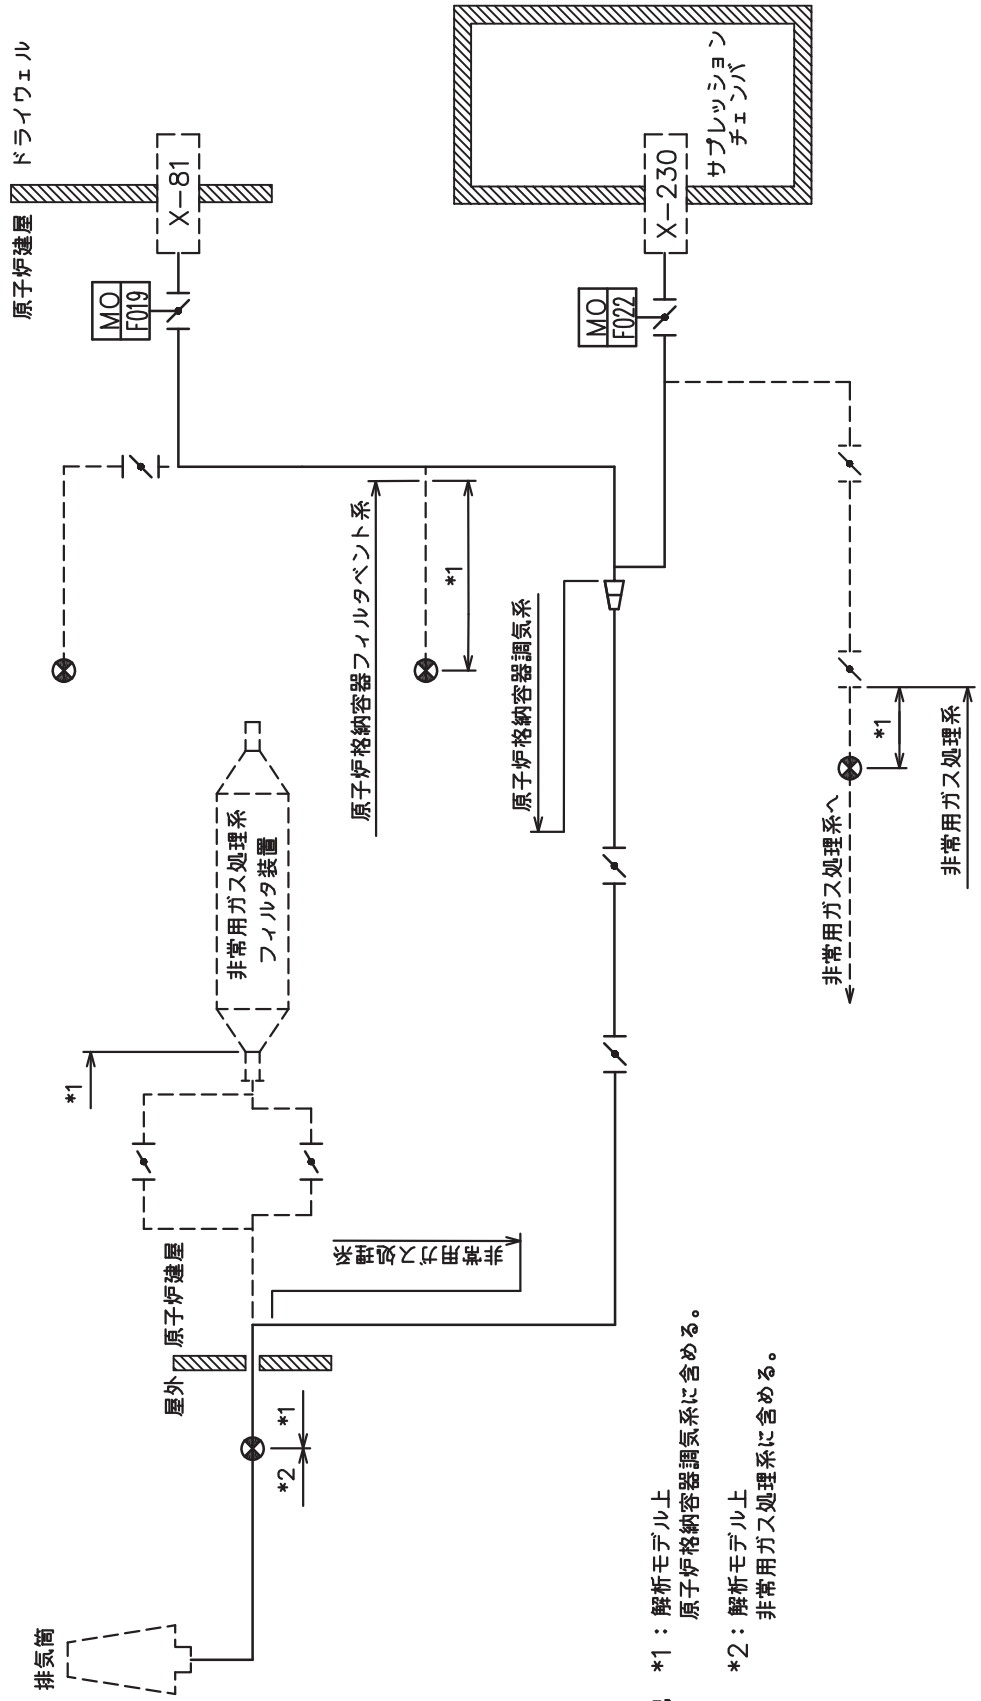 排気筒
屋外
原子炉建屋
*2
*1
*1
非常用ガス処理系
非常用ガス処理系
フィルタ装置
原子炉格納容器フィルタベント系
*1
原子炉格納容器調気系
MO
F019
原子炉建屋
ドライウェル
X-81
MO
F022
X-230
サプレッション
チェンバ
非常用ガス処理系へ
*1
非常用ガス処理系
*1：解析モデル上
原子炉格納容器調気系に含める。
*2：解析モデル上
非常用ガス処理系に含める。